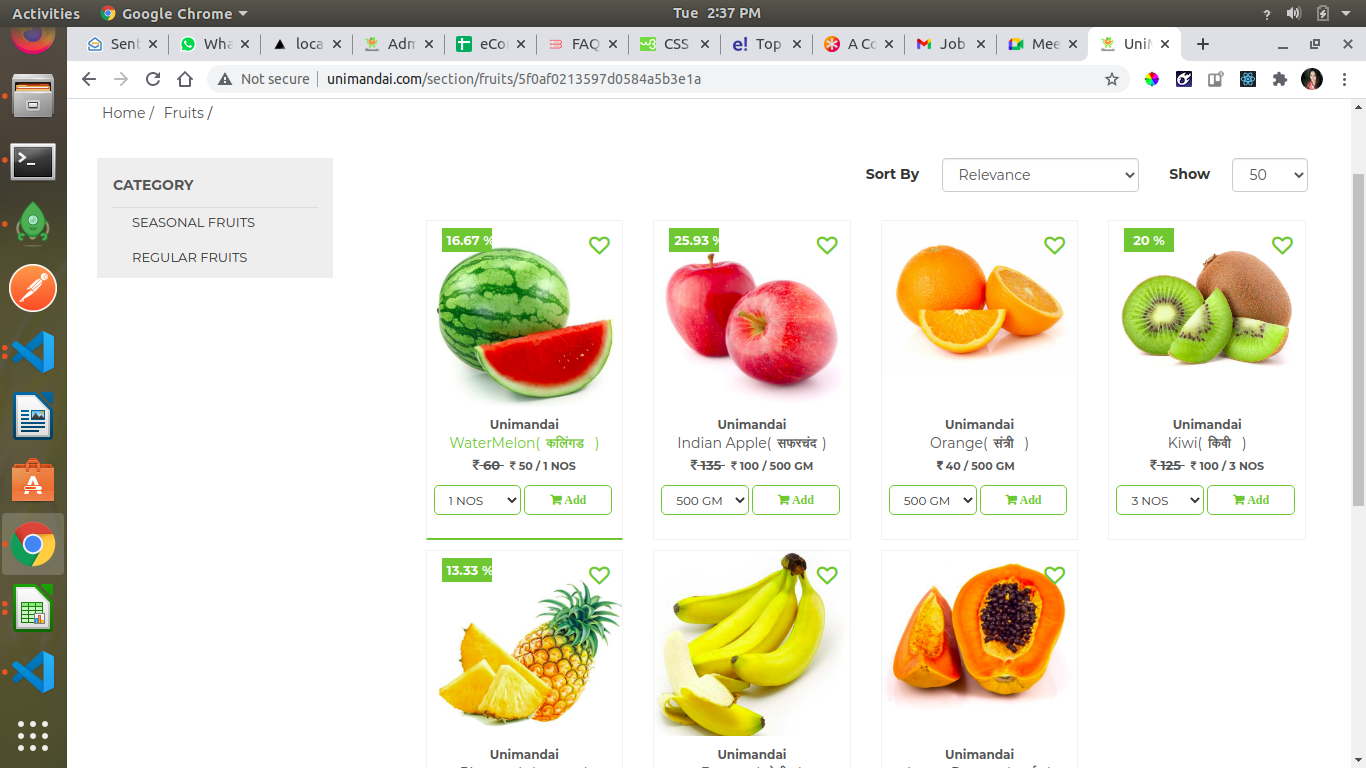 Activities Google Chrome Tue 2:37 PM ?
Sent Wha loca Adm eCor FAQ CSS e! Top A Co Job Mee UniM
Not secure unimandai.com/section/fruits/5f0af0213597d0584a5b3e1a
Home / Fruits /
CATEGORY
SEASONAL FRUITS
REGULAR FRUITS
Sort By Relevance Show 50
16.67 % 25.93 % 20 %
Unimandai Unimandai Unimandai Unimandai
WaterMelon( कलिंगड ) Indian Apple( सफरचंद ) Orange( संत्री ) Kiwi( किवी )
₹ 60 ₹ 50 / 1 NOS ₹ 135 ₹ 100 / 500 GM ₹ 40 / 500 GM ₹ 125 ₹ 100 / 3 NOS
1 NOS Add 500 GM Add 500 GM Add 3 NOS Add
13.33 %
Unimandai Unimandai Unimandai